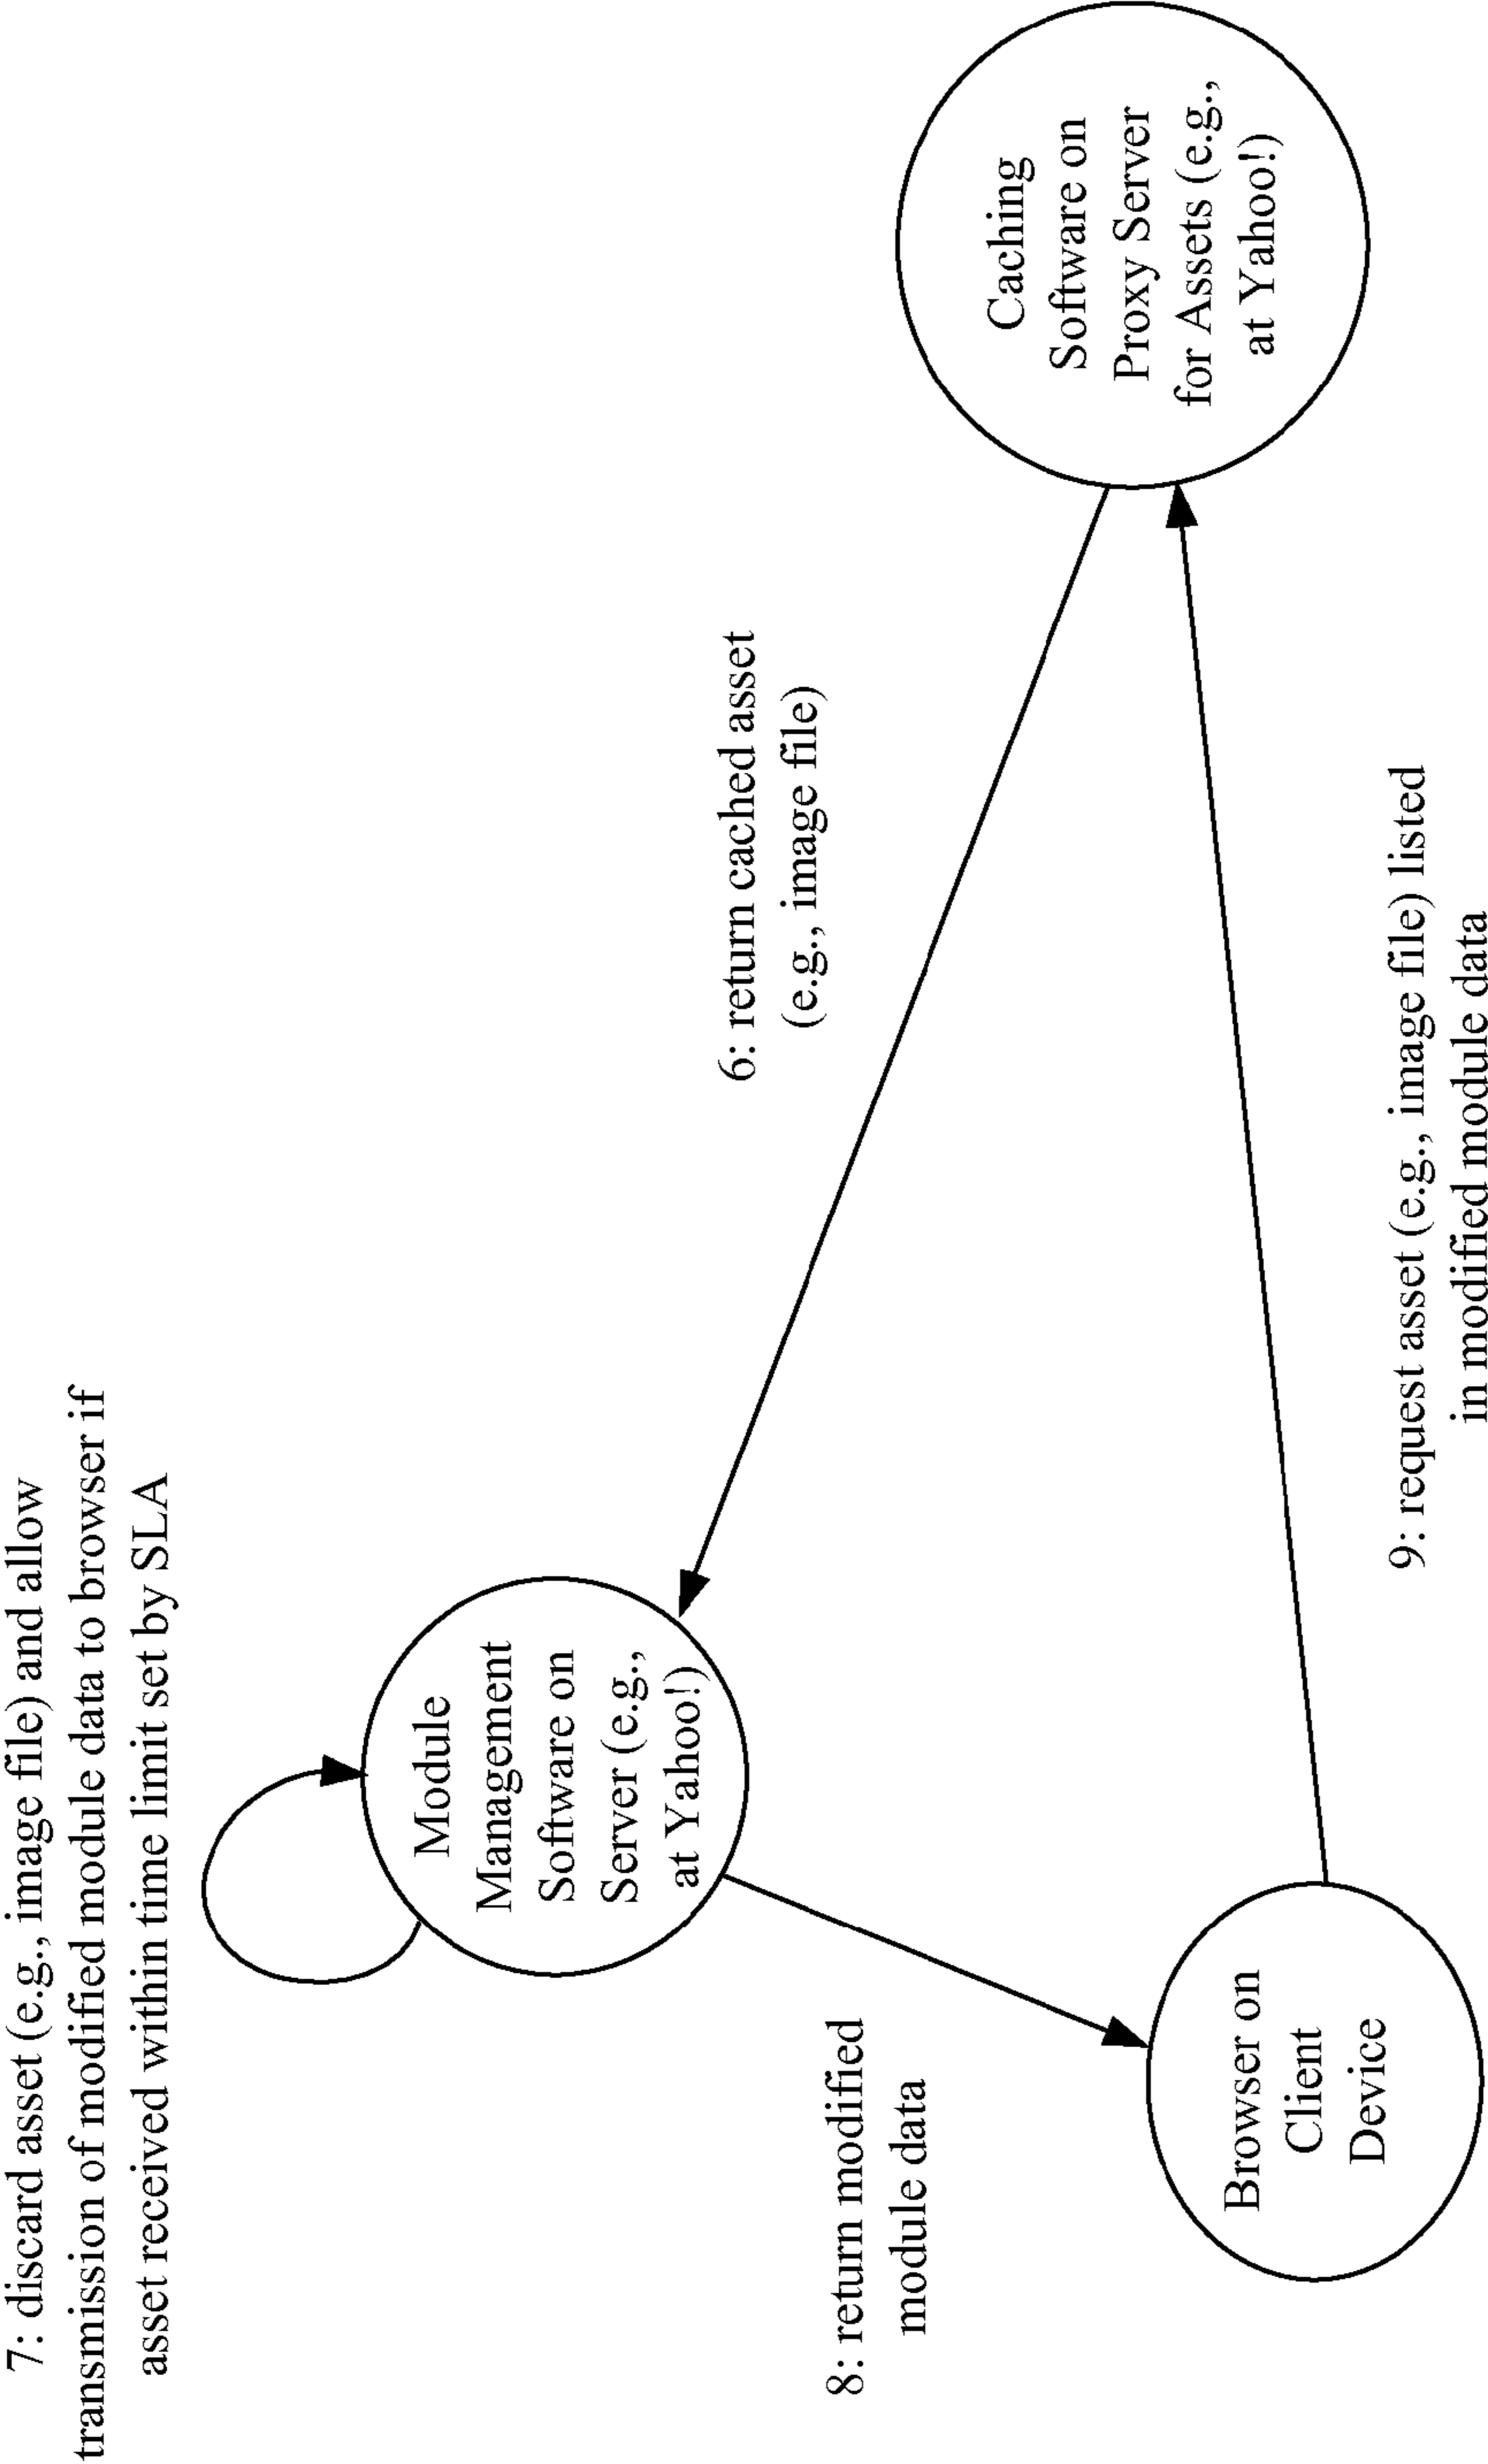 7: discard asset (e.g., image file) and allow
transmission of modified module data to browser if
asset received within time limit set by SLA
Module
Management
Software on
Server (e.g.,
at Yahoo!)
6: return cached asset
(e.g., image file)
8: return modified
module data
Caching
Software on
Proxy Server
for Assets (e.g.,
at Yahoo!)
Browser on
Client
Device
9: request asset (e.g., image file) listed
in modified module data